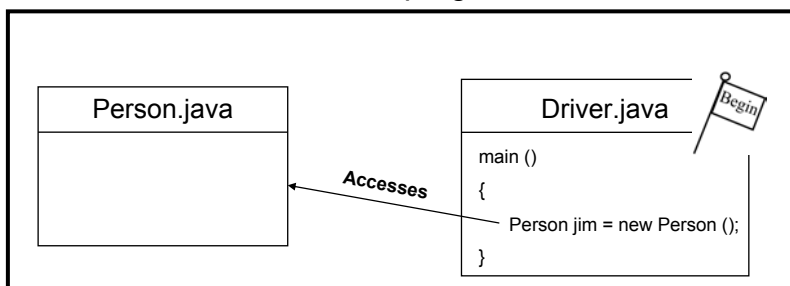 Person.java
Driver.java
Begin
main ()
{
Accesses
Person jim = new Person ();
}